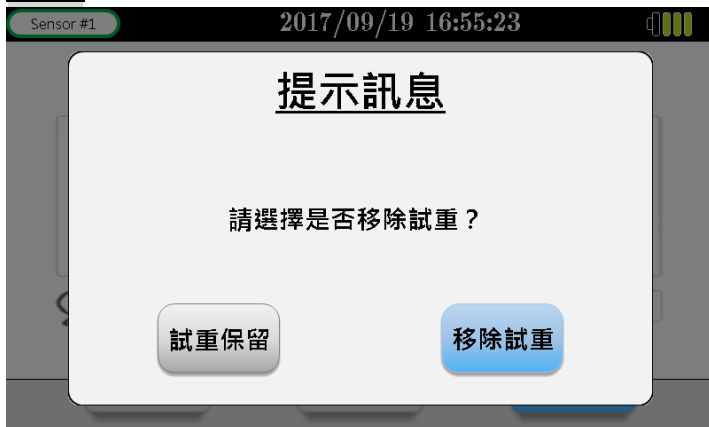 Sensor #1
2017/09/19 16:55:23
提示訊息
請選擇是否移除試重？
試重保留
移除試重